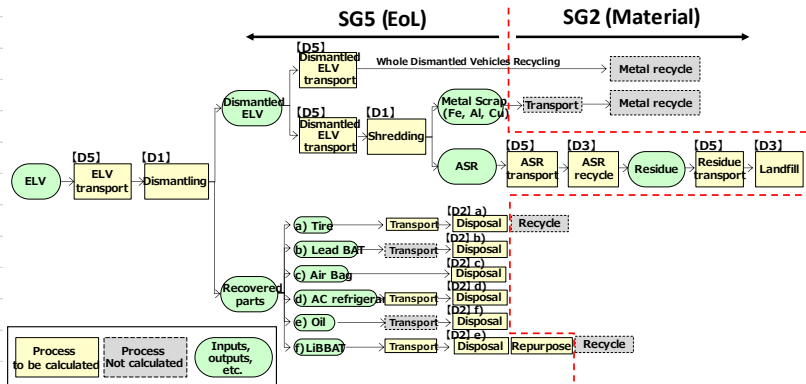 SG5 (EoL)
SG2 (Material)
【D5】
Dismantled
ELV
transport
Whole Dismantled Vehicles Recycling
Metal recycle
Dismantled
ELV
【D5】
Dismantled
ELV
transport
【D1】
Shredding
Metal Scrap
(Fe, Al, Cu)
Transport
Metal recycle
ELV
【D5】
ELV
transport
【D1】
Dismantling
ASR
【D5】
ASR
transport
【D3】
ASR
recycle
Residue
【D5】
Residue
transport
【D3】
Landfill
Recovered
parts
a) Tire
Transport
【D2】 a)
Disposal
Recycle
b) Lead BAT
Transport
【D2】 b)
Disposal
c) Air Bag
【D2】 c)
Disposal
d) AC refrigerar
Transport
【D2】 d)
Disposal
e) Oil
Transport
【D2】 f)
Disposal
f)LiBBAT
Transport
【D2】 e)
Disposal
Repurpose
Recycle
Process
to be calculated
Process
Not calculated
Inputs,
outputs,
etc.